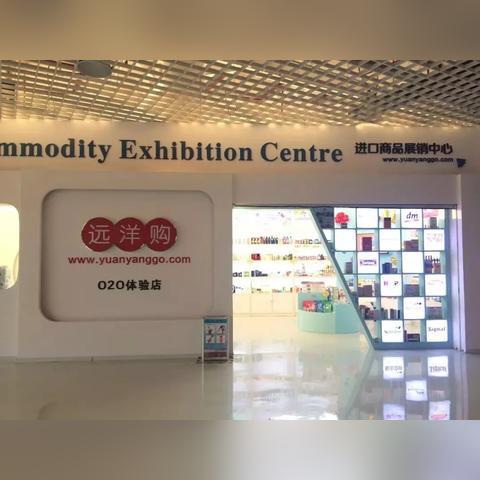 mmodity Exhibition Centre
进口商品展销中心
www.yuanyanggo.com
远洋购
www.yuanyanggo.com
O2O体验店
dm
Signal